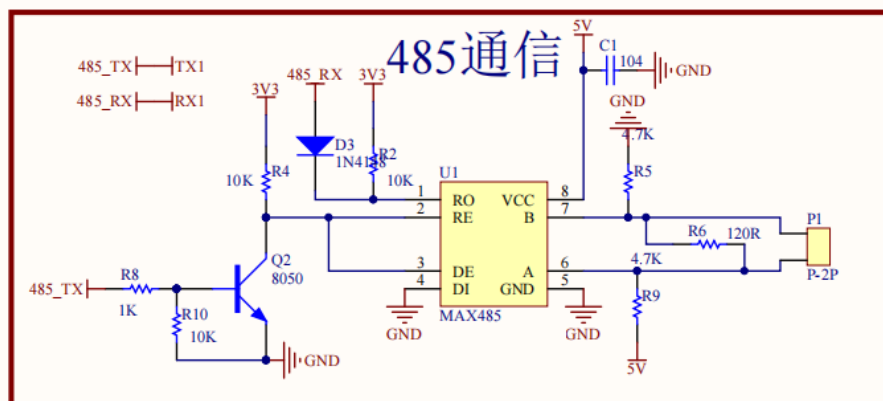 485通信
485_TX TX1
485_RX RX1
3V3
485_RX
3V3
5V
C1
104
GND
GND
4.7K
D3
1N4148
R2
10K
R4
10K
U1
1 RO VCC 8
2 RE B 7
3 DE A 6
4 DI GND 5
MAX485
R5
R6 120R
P1
P-2P
4.7K
R9
5V
Q2
8050
485_TX
R8
1K
R10
10K
GND
GND
GND